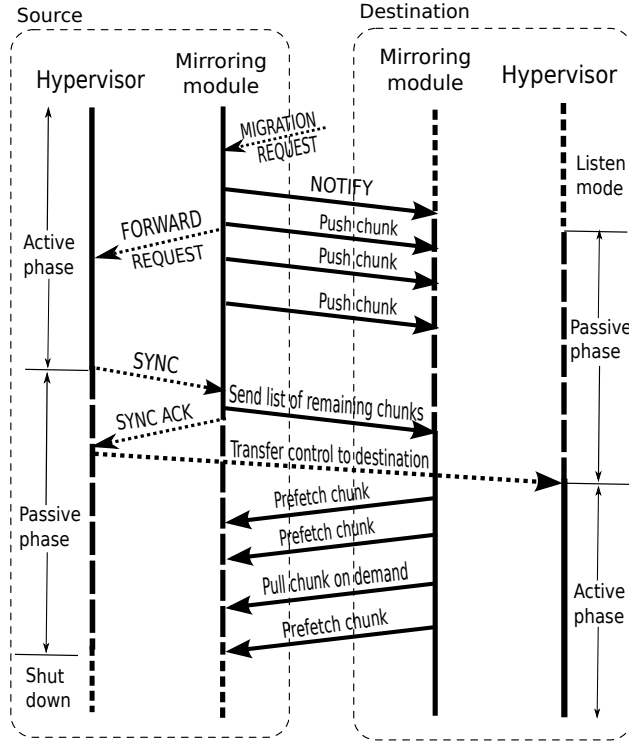 Source
Destination
Hypervisor
Mirroring
module
Mirroring
module
Hypervisor
MIGRATION
REQUEST
Listen
mode
NOTIFY
FORWARD
REQUEST
Push chunk
Active
phase
Push chunk
Push chunk
Passive
phase
SYNC
Send list of remaining chunks
SYNC ACK
Transfer control to destination
Prefetch chunk
Passive
phase
Prefetch chunk
Pull chunk on demand
Active
phase
Prefetch chunk
Shut
down